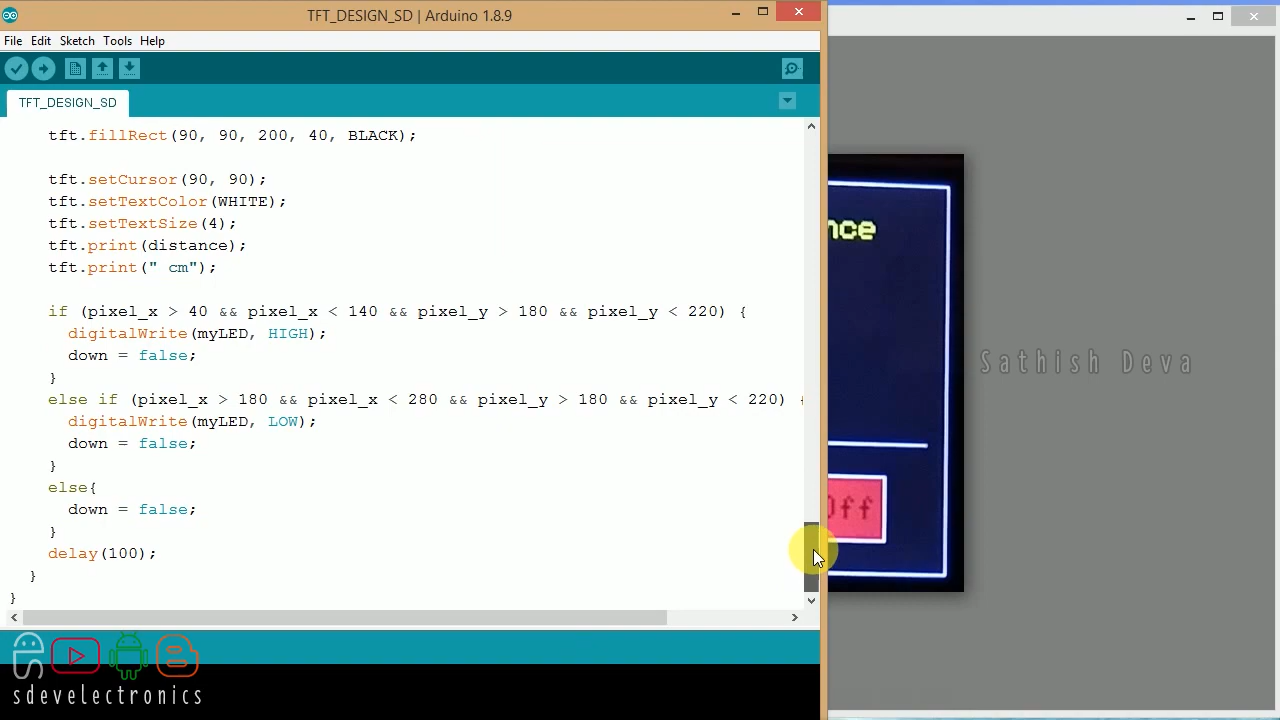 TFT_DESIGN_SD | Arduino 1.8.9
File Edit Sketch Tools Help
TFT_DESIGN_SD
tft.fillRect(90, 90, 200, 40, BLACK);
tft.setCursor(90, 90);
tft.setTextColor(WHITE);
tft.setTextSize(4);
tft.print(distance);
tft.print(" cm");
if (pixel_x > 40 && pixel_x < 140 && pixel_y > 180 && pixel_y < 220) {
digitalWrite(myLED, HIGH);
down = false;
}
else if (pixel_x > 180 && pixel_x < 280 && pixel_y > 180 && pixel_y < 220) {
digitalWrite(myLED, LOW);
down = false;
}
else{
down = false;
}
delay(100);
}
}
nce
Off
Sathish Deva
sdevelectronics